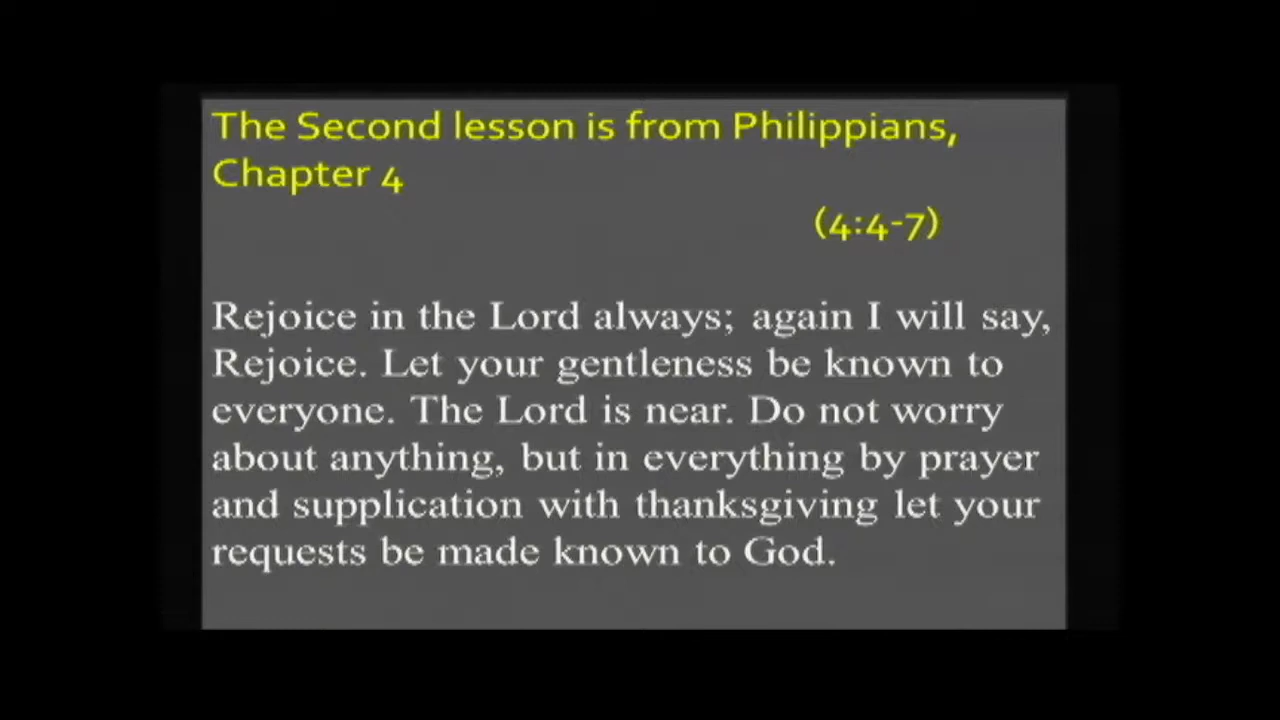 The Second lesson is from Philippians,
Chapter 4
(4:4-7)
Rejoice in the Lord always; again I will say,
Rejoice. Let your gentleness be known to
everyone. The Lord is near. Do not worry
about anything, but in everything by prayer
and supplication with thanksgiving let your
requests be made known to God.